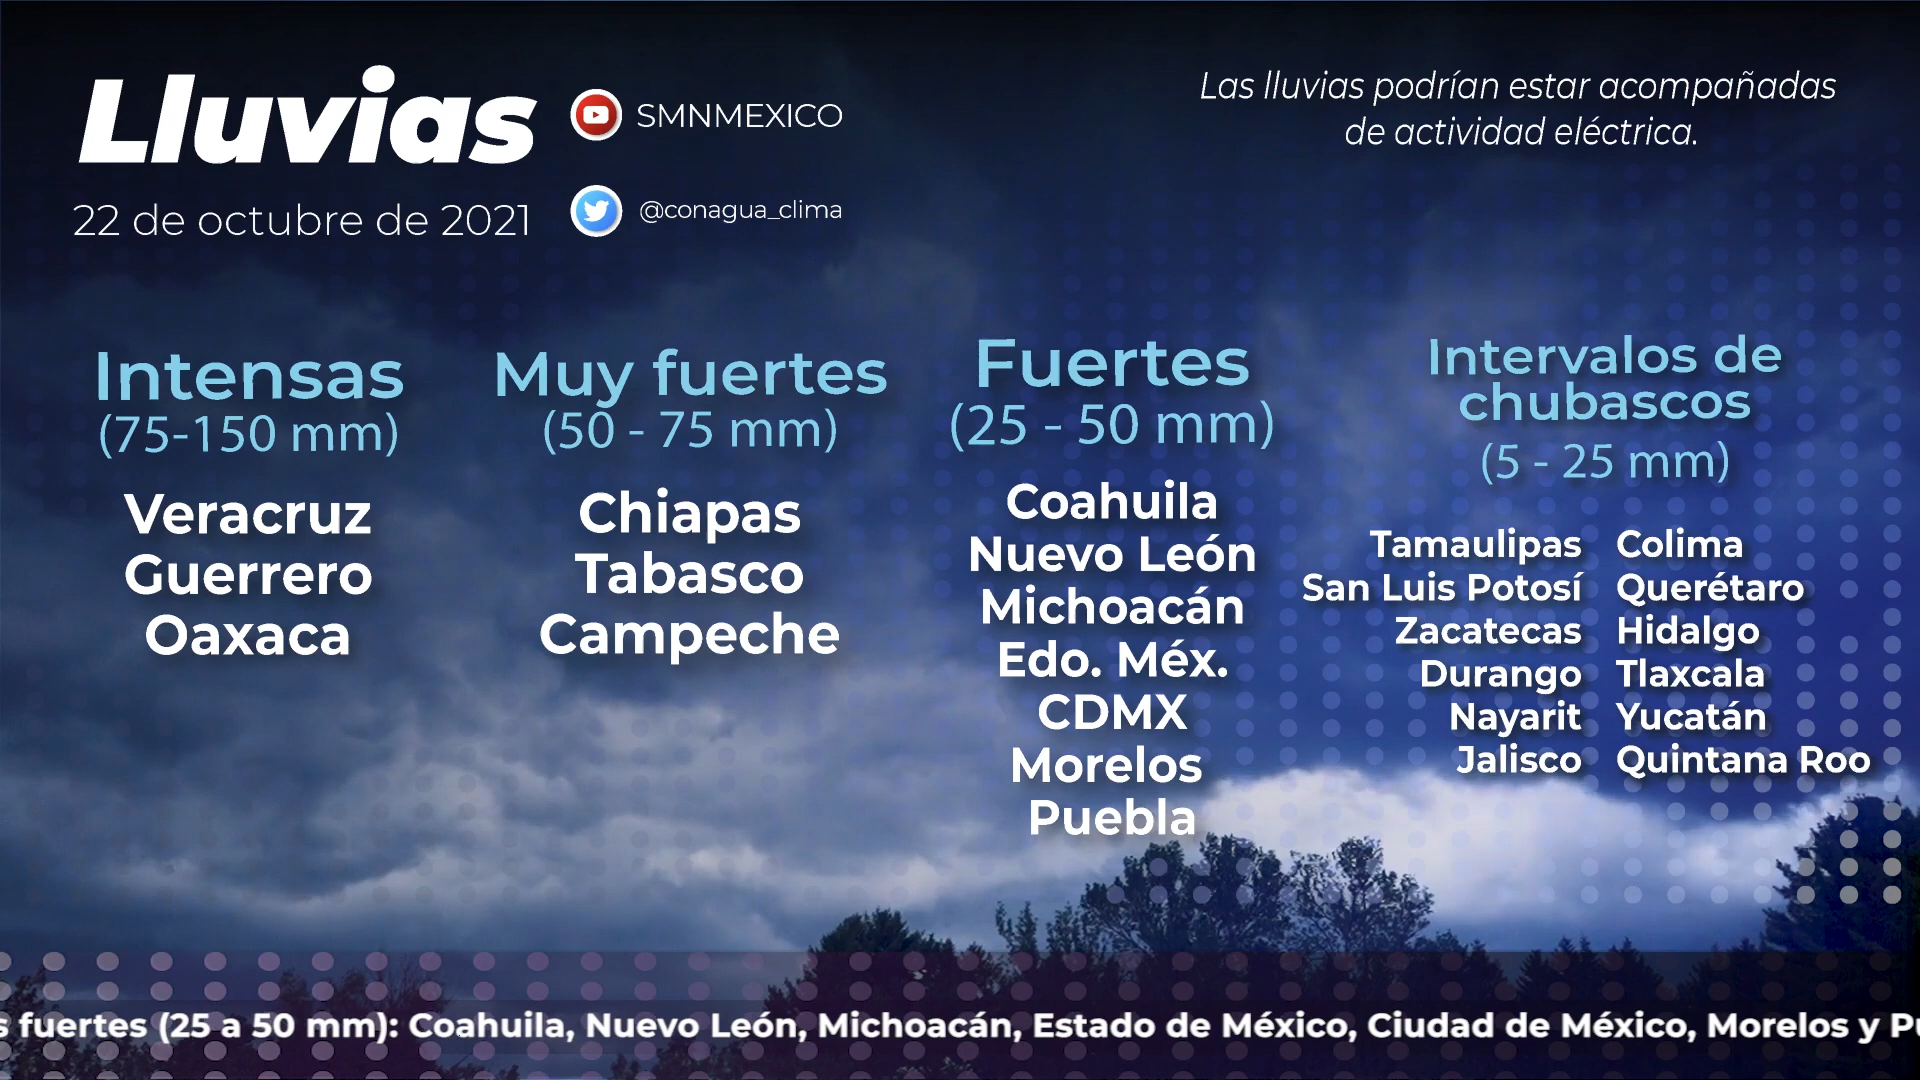 Lluvias
22 de octubre de 2021
SMNMEXICO
@conagua_clima
Las lluvias podrían estar acompañadas
de actividad eléctrica.
Intensas
(75-150 mm)
Veracruz
Guerrero
Oaxaca
Muy fuertes
(50 - 75 mm)
Chiapas
Tabasco
Campeche
Fuertes
(25 - 50 mm)
Coahuila
Nuevo León
Michoacán
Edo. Méx.
CDMX
Morelos
Puebla
Intervalos de
chubascos
(5 - 25 mm)
Tamaulipas
San Luis Potosí
Zacatecas
Durango
Nayarit
Jalisco
Colima
Querétaro
Hidalgo
Tlaxcala
Yucatán
Quintana Roo
fuertes (25 a 50 mm): Coahuila, Nuevo León, Michoacán, Estado de México, Ciudad de México, Morelos y